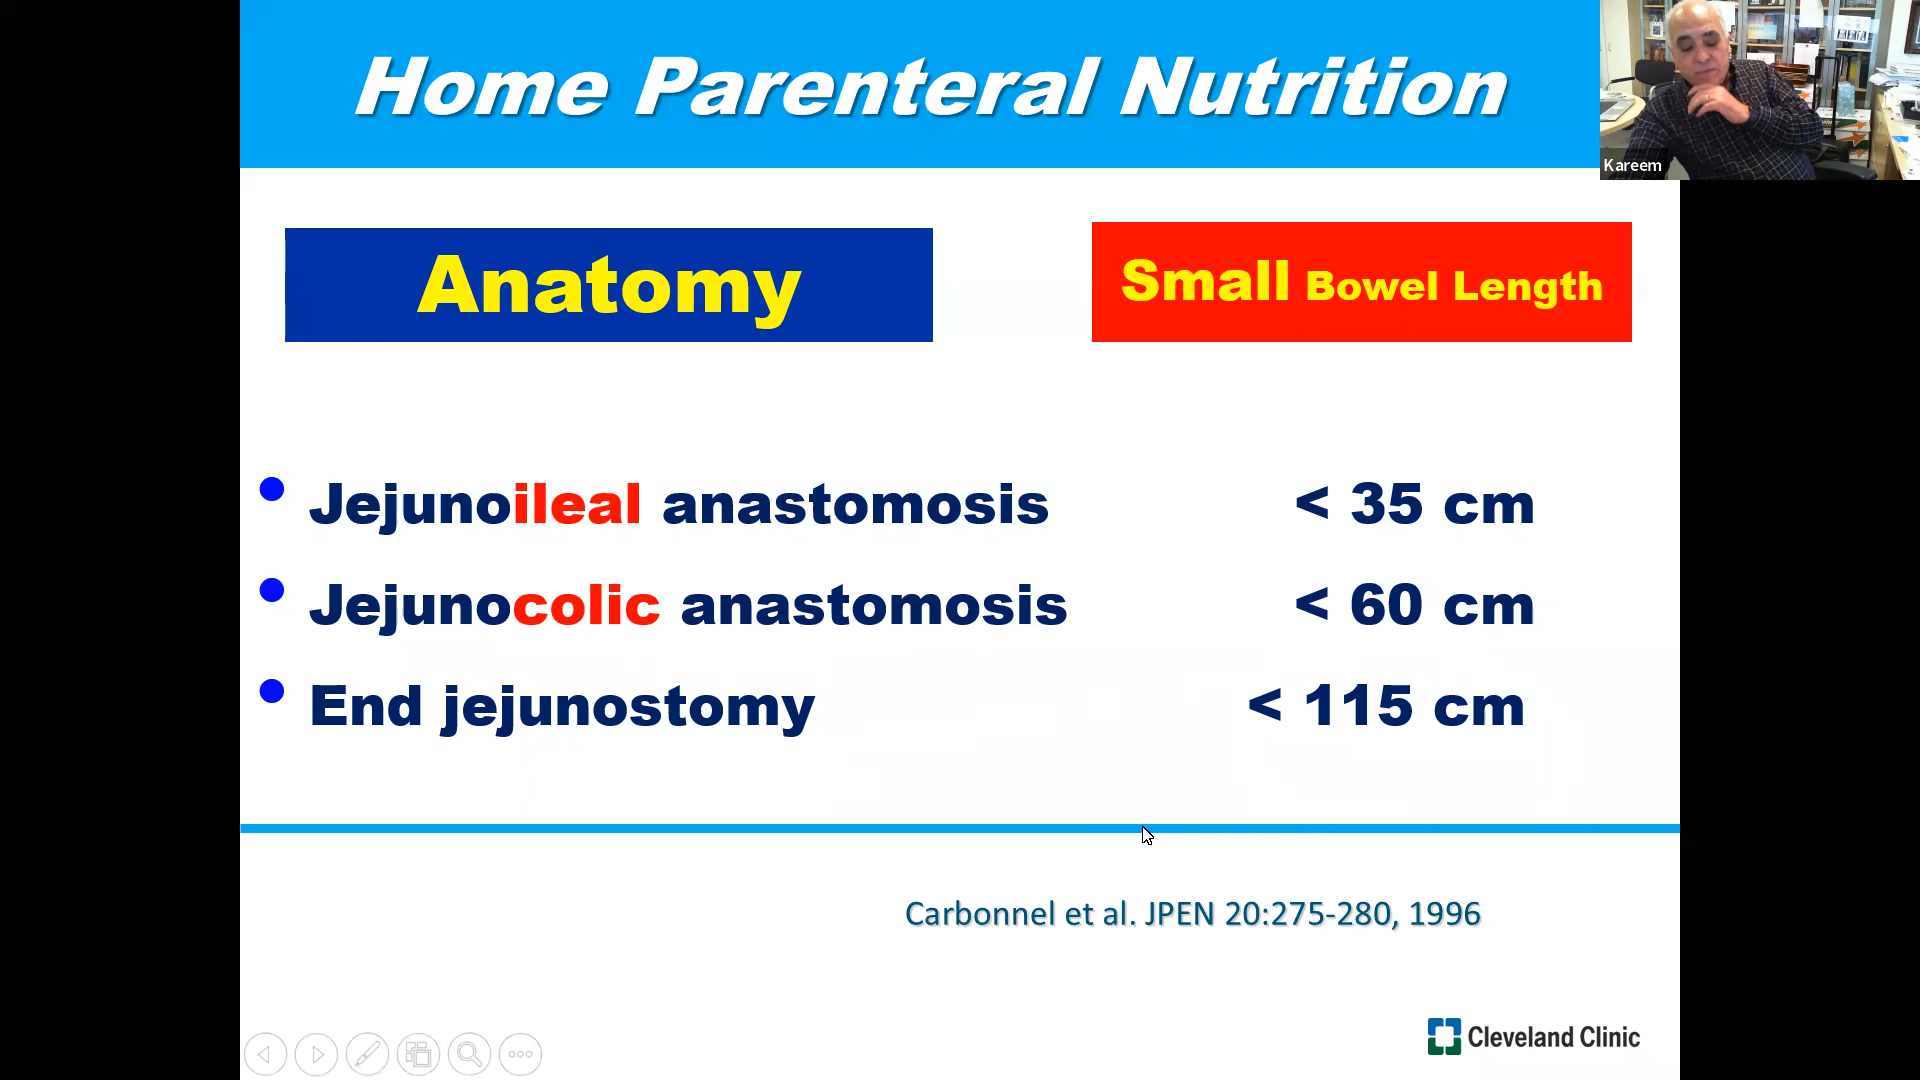 Home Parenteral Nutrition
Kareem
Anatomy
Small Bowel Length
Jejunoileal anastomosis < 35 cm
Jejunocolic anastomosis < 60 cm
End jejunostomy < 115 cm
Carbonnel et al. JPEN 20:275-280, 1996
Cleveland Clinic